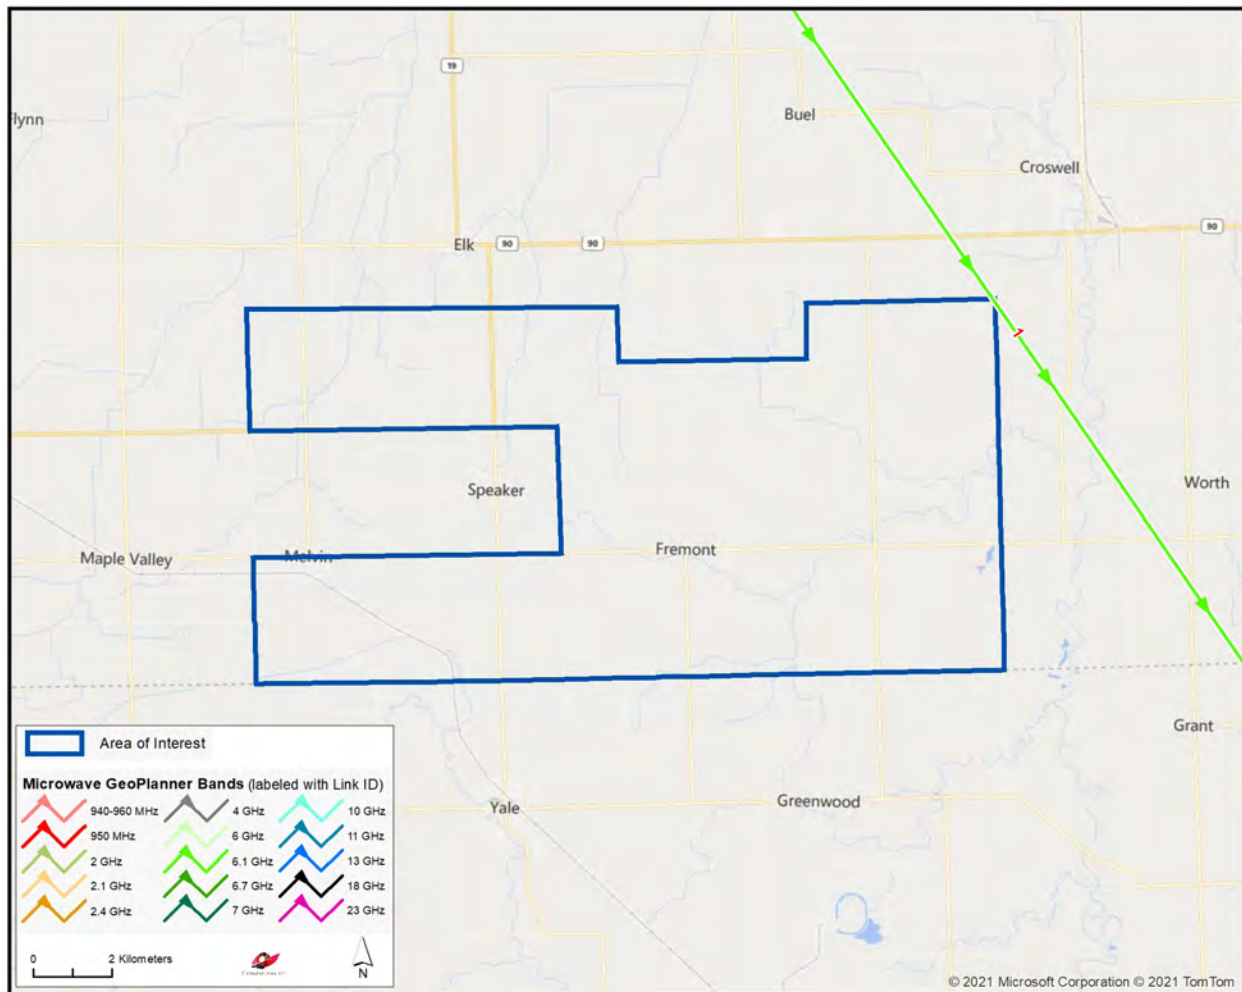 19
Buel
Flynn
Croswell
90
Elk
90
90
1
Speaker
Worth
Fremont
Maple Valley
Melvin
Grant
Area of Interest
Microwave GeoPlanner Bands (labeled with Link ID)
940-960 MHz
4 GHz
10 GHz
950 MHz
6 GHz
11 GHz
2 GHz
6.1 GHz
13 GHz
2.1 GHz
6.7 GHz
18 GHz
2.4 GHz
7 GHz
23 GHz
Yale
Greenwood
0
2 Kilometers
N
© 2021 Microsoft Corporation © 2021 TomTom